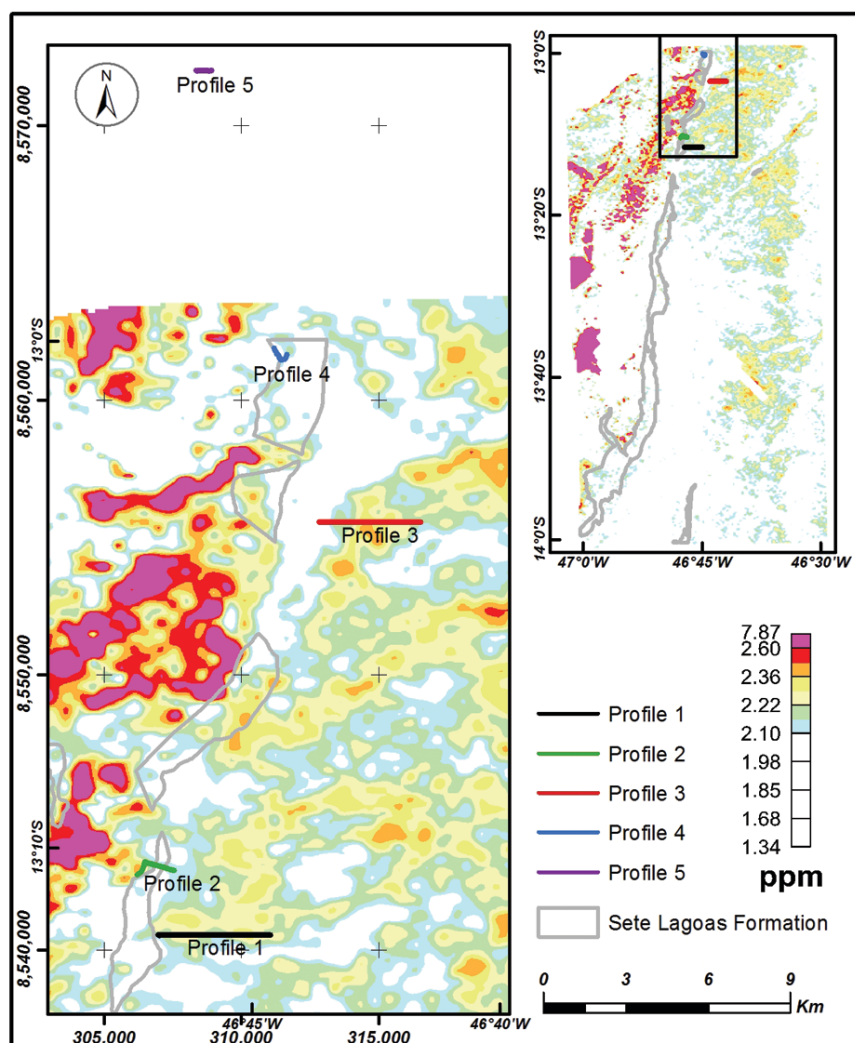 N
Profile 5
8,570,000
13°0'S
Profile 4
8,560,000
Profile 3
8,550,000
13°10'S
Profile 2
Profile 1
8,540,000
46°45'W
46°40'W
305,000
310,000
315,000
13°0'S
13°20'S
13°40'S
14°0'S
47°0'W
46°45'W
46°30'W
7.87
2.60
2.36
2.22
2.10
1.98
1.85
1.68
1.34
ppm
Profile 1
Profile 2
Profile 3
Profile 4
Profile 5
Sete Lagoas Formation
0 3 6 9
Km